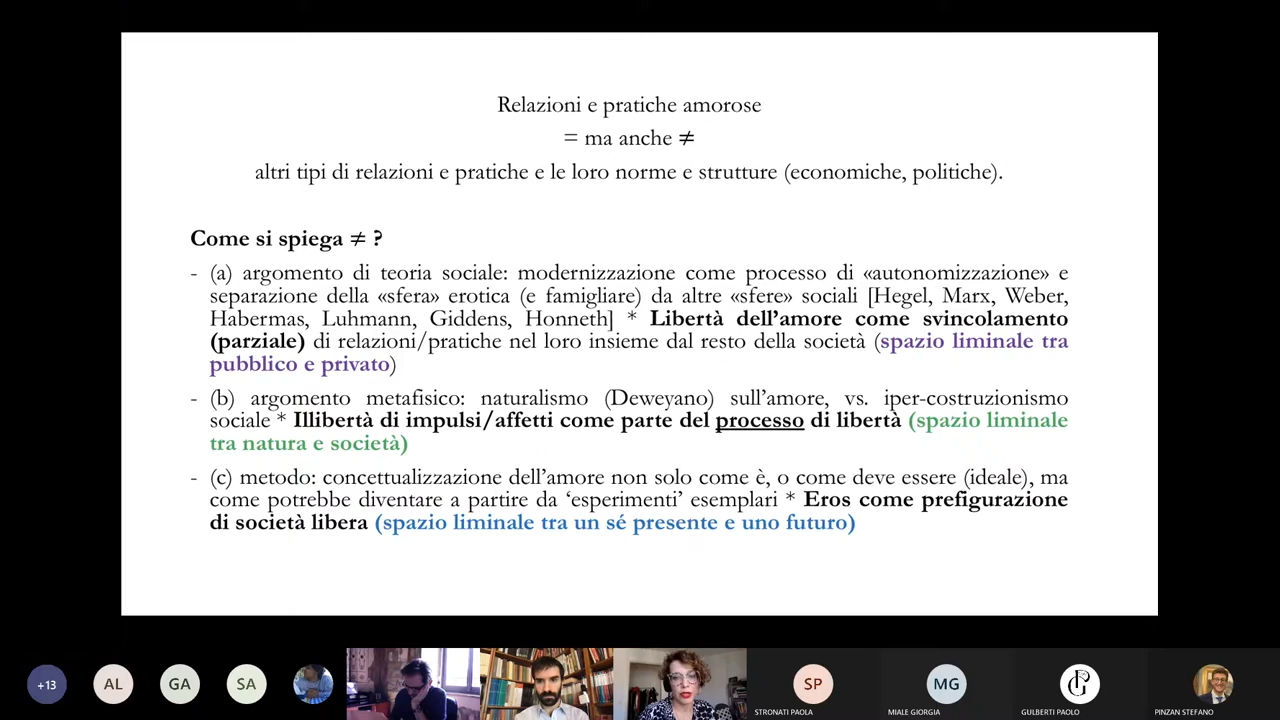 Relazioni e pratiche amorose
= ma anche ≠
altri tipi di relazioni e pratiche e le loro norme e strutture (economiche, politiche).
Come si spiega ≠ ?
- (a) argomento di teoria sociale: modernizzazione come processo di «autonomizzazione» e
separazione della «sfera» erotica (e famigliare) da altre «sfere» sociali [Hegel, Marx, Weber,
Habermas, Luhmann, Giddens, Honneth] * Libertà dell’amore come svincolamento
(parziale) di relazioni/pratiche nel loro insieme dal resto della società (spazio liminale tra
pubblico e privato)
- (b) argomento metafisico: naturalismo (Deweyano) sull’amore, vs. iper-costruzionismo
sociale * Illibertà di impulsi/affetti come parte del processo di libertà (spazio liminale
tra natura e società)
- (c) metodo: concettualizzazione dell’amore non solo come è, o come deve essere (ideale), ma
come potrebbe diventare a partire da ‘esperimenti’ esemplari * Eros come prefigurazione
di società libera (spazio liminale tra un sé presente e uno futuro)
+13
AL
GA
SA
SP
MG
STRONATI PAOLA
MIALE GIORGIA
GULBERTI PAOLO
PINZAN STEFANO